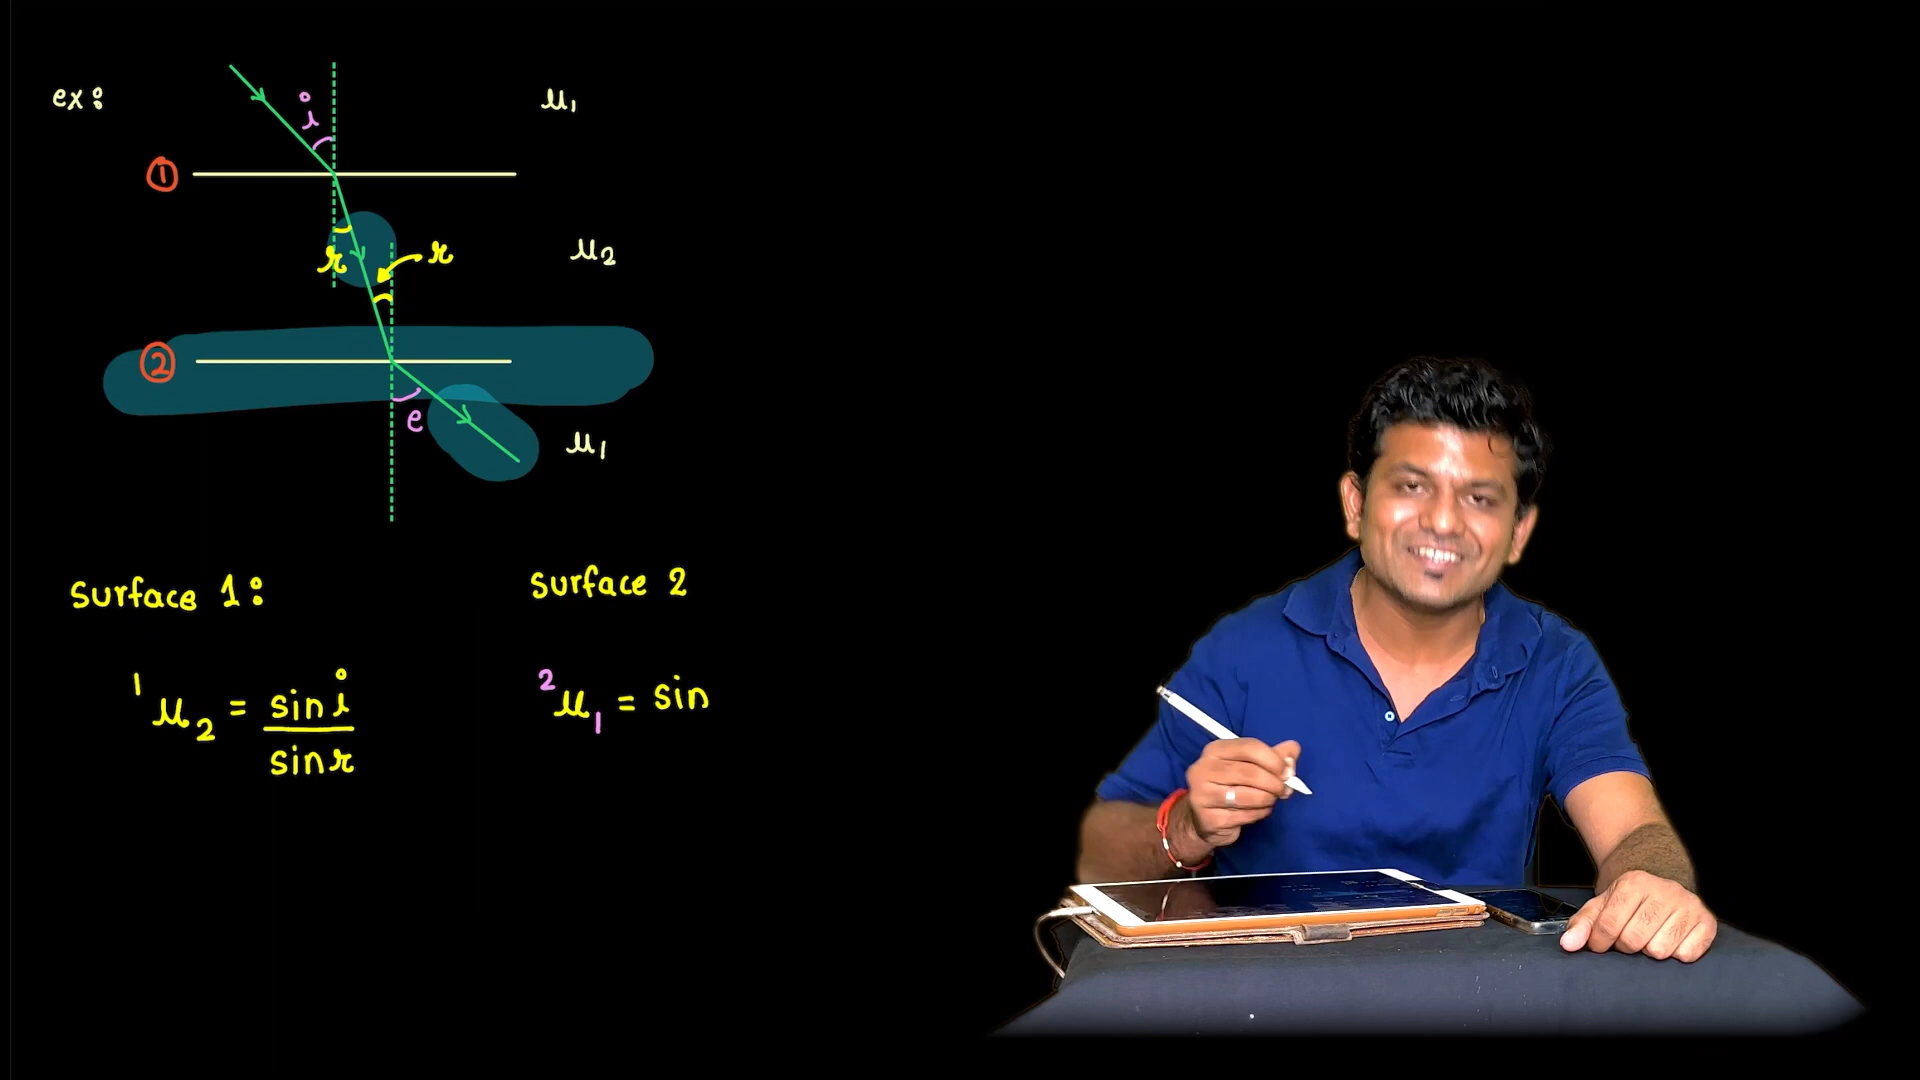 ex:
i
μ₁
①
r
r
μ₂
②
e
μ₁
Surface 1:
Surface 2
¹μ₂ = sin i / sin r
²μ₁ = sin